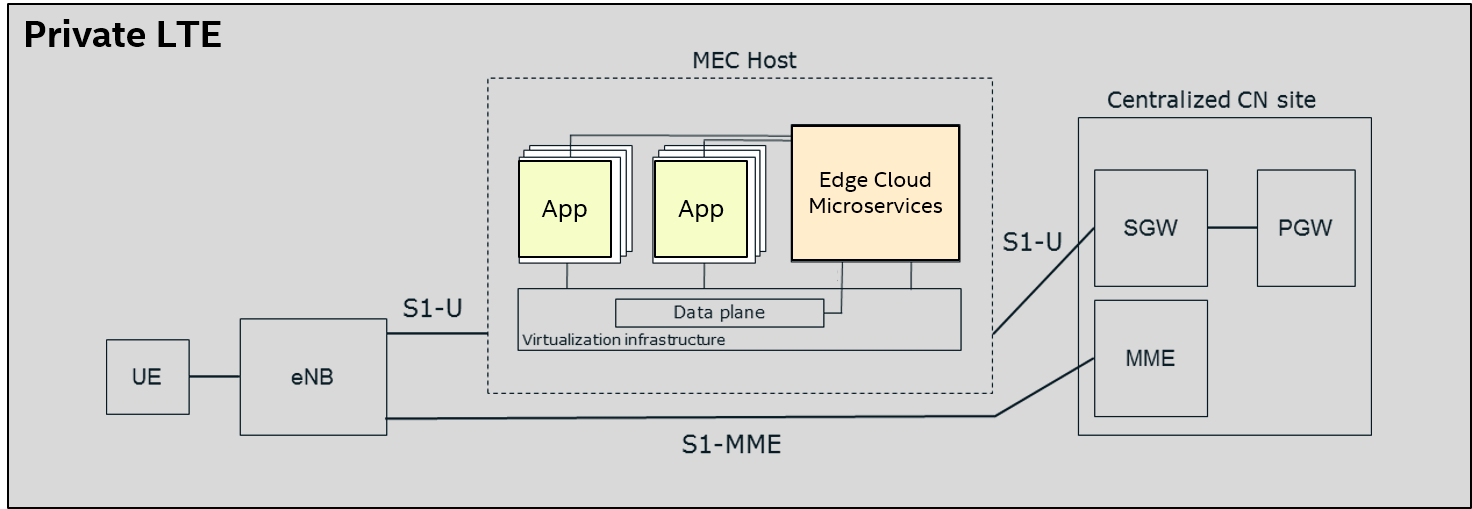 Private LTE
MEC Host
Centralized CN site
App
App
Edge Cloud
Microservices
SGW
PGW
S1-U
S1-U
Data plane
Virtualization infrastructure
UE
eNB
MME
S1-MME